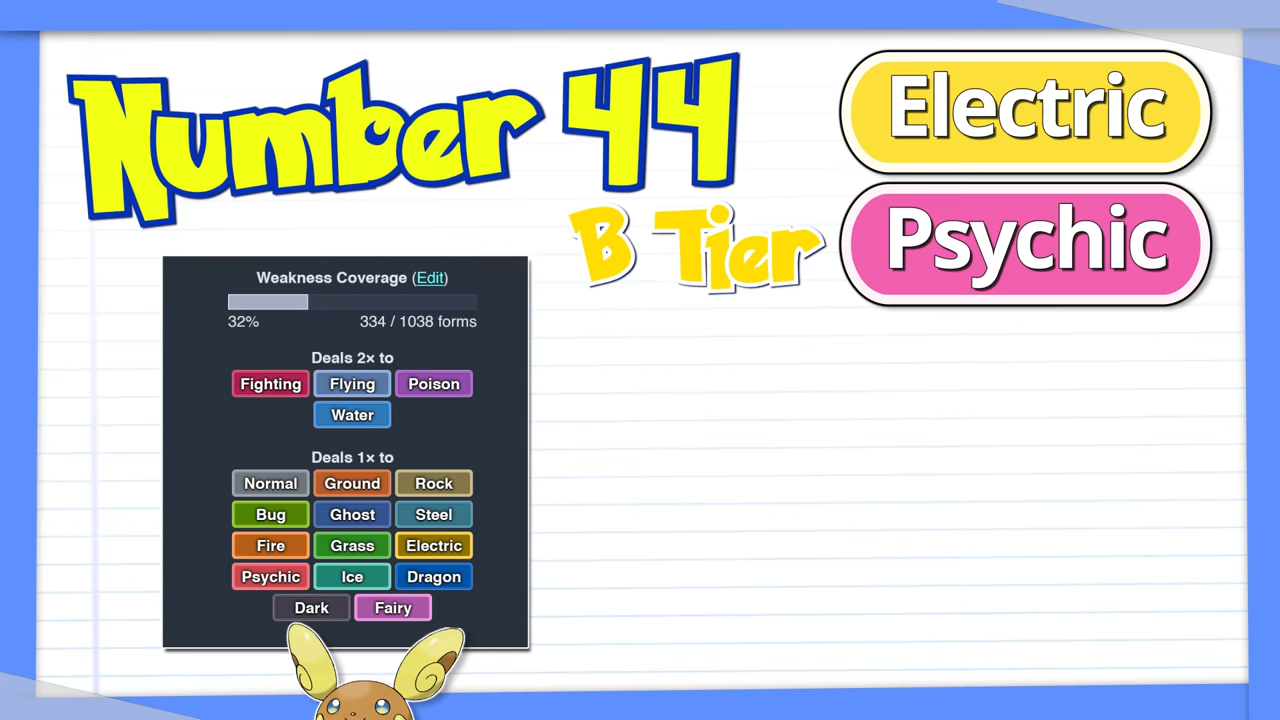 Number 44
B Tier
Electric
Psychic
Weakness Coverage (Edit)
32% 334 / 1038 forms
Deals 2× to
Fighting Flying Poison
Water
Deals 1× to
Normal Ground Rock
Bug Ghost Steel
Fire Grass Electric
Psychic Ice Dragon
Dark Fairy